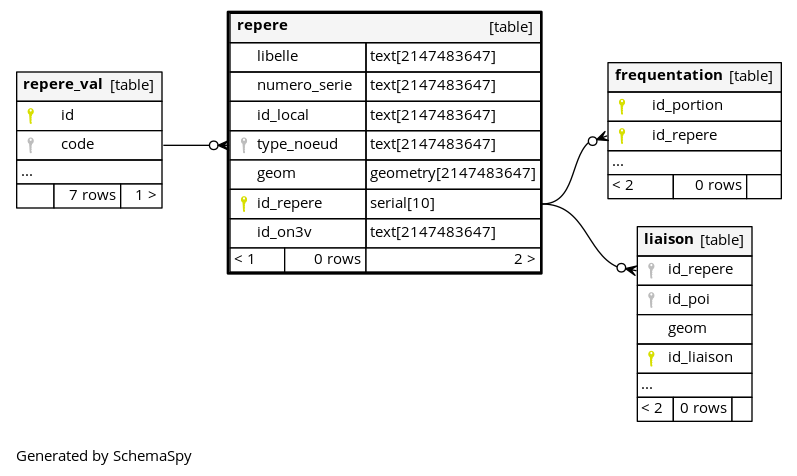 repere_val [table]
id
code
...
7 rows 1 >
repere [table]
libelle text[2147483647]
numero_serie text[2147483647]
id_local text[2147483647]
type_noeud text[2147483647]
geom geometry[2147483647]
id_repere serial[10]
id_on3v text[2147483647]
< 1 0 rows 2 >
frequentation [table]
id_portion
id_repere
...
< 2 0 rows
liaison [table]
id_repere
id_poi
geom
id_liaison
...
< 2 0 rows
Generated by SchemaSpy